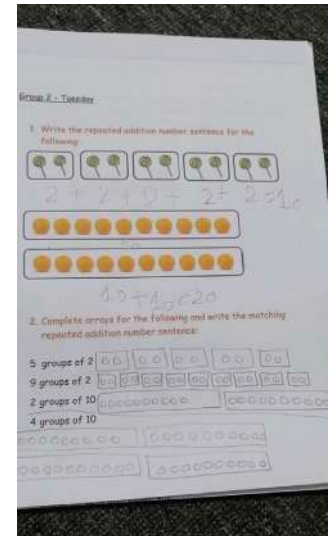 Group 2 - Tuesday
1. Write the repeated addition number sentence for the
following:
2 + 2 + 2 + 2 + 2 = 10
10 + 10 = 20
2. Complete arrays for the following and write the matching
repeated addition number sentence:
5 groups of 2
9 groups of 2
2 groups of 10
4 groups of 10